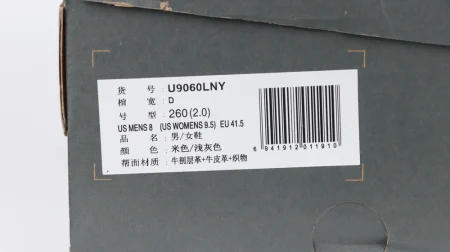 货 号: U9060LNY
楦 宽: D
号 型: 260(2.0)
US MENS 8 (US WOMENS 9.5) EU 41.5
品 名: 男/女鞋
颜 色: 米色/浅灰色
帮面材质: 牛剖层革+牛皮革+织物
6 941912 011910